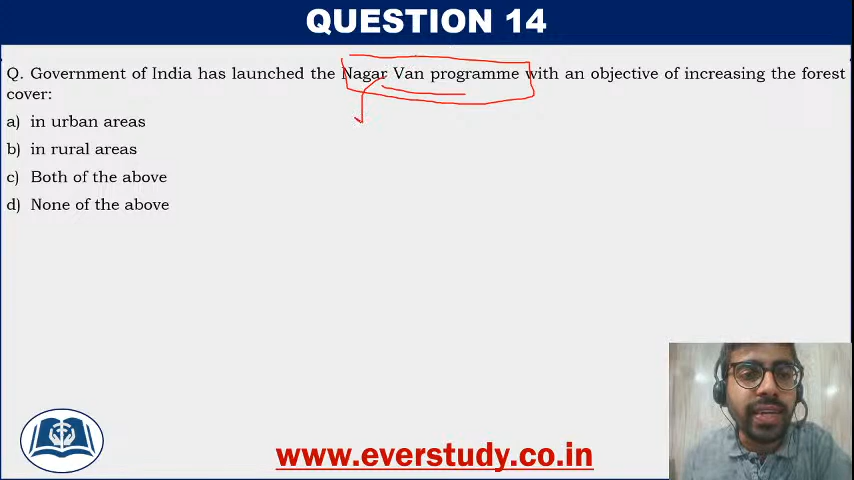 QUESTION 14
Q. Government of India has launched the Nagar Van programme with an objective of increasing the forest
cover:
a) in urban areas
b) in rural areas
c) Both of the above
d) None of the above
www.everstudy.co.in